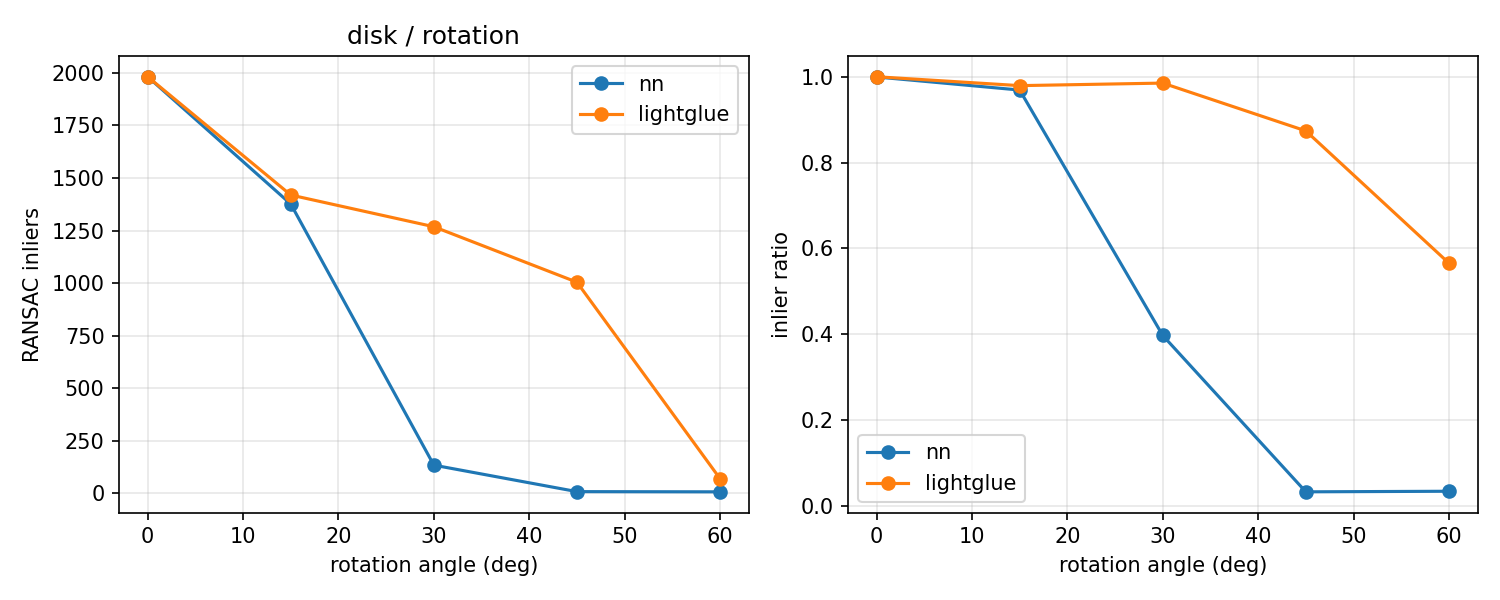 disk / rotation
RANSAC inliers
2000
1750
1500
1250
1000
750
500
250
0
0 10 20 30 40 50 60
rotation angle (deg)
nn
lightglue
inlier ratio
1.0
0.8
0.6
0.4
0.2
0.0
0 10 20 30 40 50 60
rotation angle (deg)
nn
lightglue